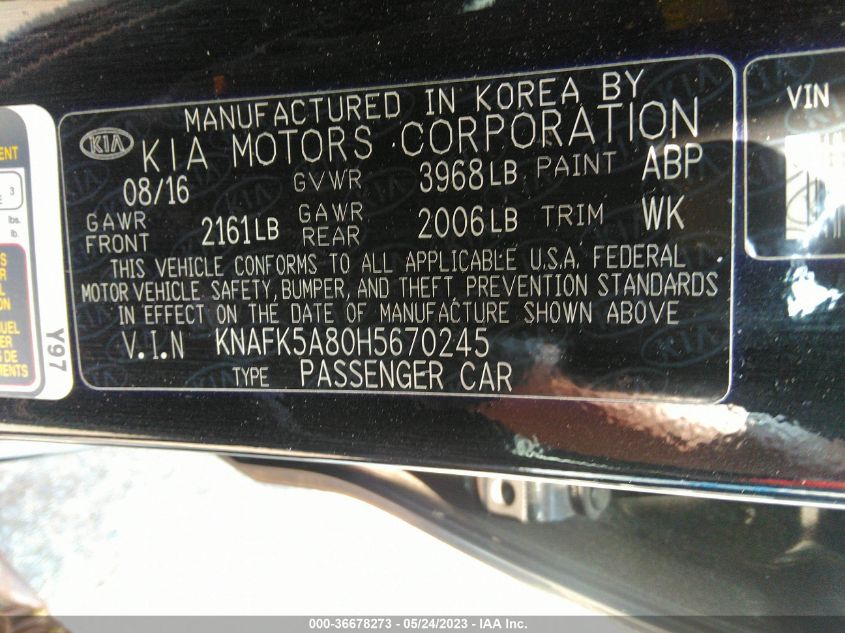 MANUFACTURED IN KOREA BY
KIA KIA MOTORS CORPORATION
08/16 GVWR 3968LB PAINT ABP
GAWR FRONT 2161LB GAWR REAR 2006LB TRIM WK
THIS VEHICLE CONFORMS TO ALL APPLICABLE U.S.A. FEDERAL
MOTOR VEHICLE SAFETY, BUMPER, AND THEFT PREVENTION STANDARDS
IN EFFECT ON THE DATE OF MANUFACTURE SHOWN ABOVE
V.I.N KNAFK5A80H5670245
TYPE PASSENGER CAR
VIN
3
lbs.
lb.
Y97
000-36678273 - 05/24/2023 - IAA Inc.